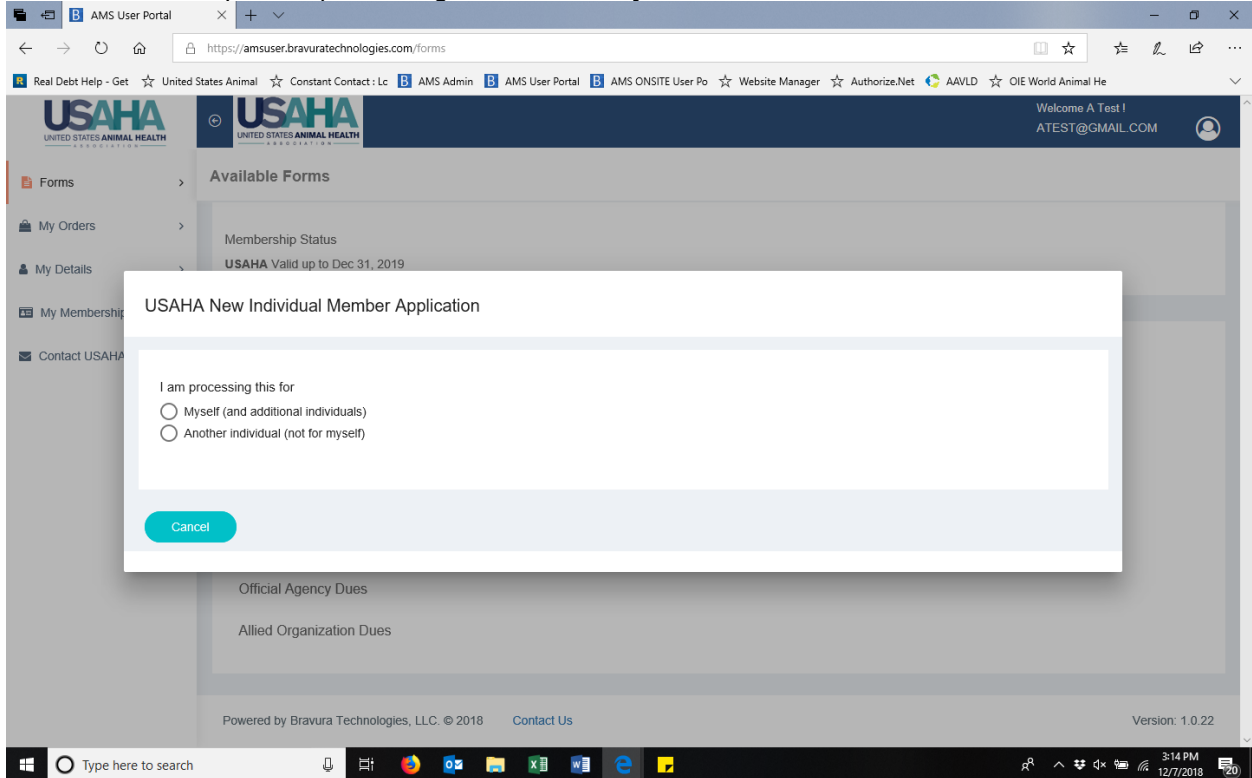 AMS User Portal
https://amsuser.bravuratechnologies.com/forms
Real Debt Help - Get United States Animal Constant Contact : Lc AMS Admin AMS User Portal AMS ONSITE User Po Website Manager Authorize.Net AAVLD OIE World Animal He
USAHA
UNITED STATES ANIMAL HEALTH
ASSOCIATION
USAHA
UNITED STATES ANIMAL HEALTH
ASSOCIATION
Welcome A Test !
ATEST@GMAIL.COM
Forms
Available Forms
My Orders
Membership Status
My Details
USAHA Valid up to Dec 31, 2019
My Membership
USAHA New Individual Member Application
Contact USAHA
I am processing this for
Myself (and additional individuals)
Another individual (not for myself)
Cancel
Official Agency Dues
Allied Organization Dues
Powered by Bravura Technologies, LLC. © 2018 Contact Us Version: 1.0.22
Type here to search
3:14 PM
12/7/2018
20